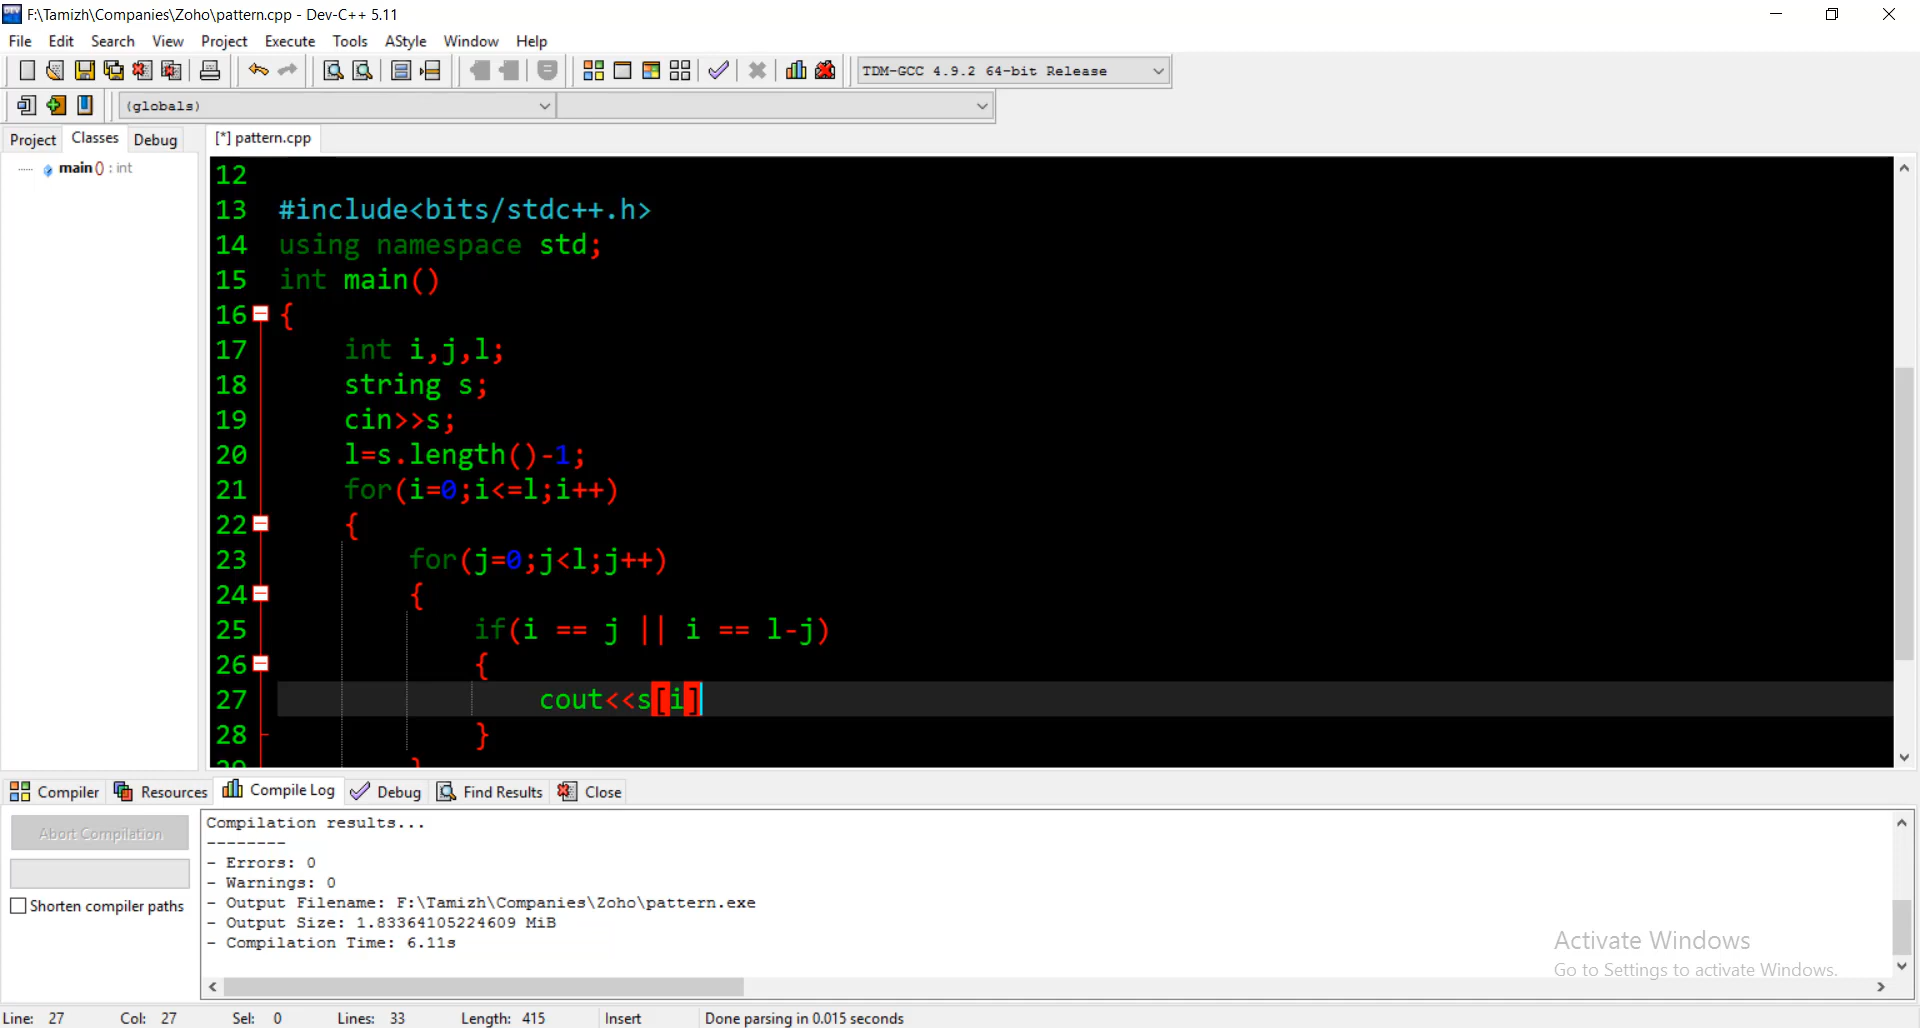 F:\Tamizh\Companies\Zoho\pattern.cpp - Dev-C++ 5.11
File Edit Search View Project Execute Tools AStyle Window Help
TDM-GCC 4.9.2 64-bit Release
(globals)
Project Classes Debug
[*] pattern.cpp
main () : int
12
13 #include<bits/stdc++.h>
14 using namespace std;
15 int main()
16 {
17 int i,j,l;
18 string s;
19 cin>>s;
20 l=s.length()-1;
21 for(i=0;i<=l;i++)
22 {
23 for(j=0;j<l;j++)
24 {
25 if(i == j || i == l-j)
26 {
27 cout<<s[i]
28 }
29 }
Compiler Resources Compile Log Debug Find Results Close
Abort Compilation
Shorten compiler paths
Compilation results...
--------
- Errors: 0
- Warnings: 0
- Output Filename: F:\Tamizh\Companies\Zoho\pattern.exe
- Output Size: 1.83364105224609 MiB
- Compilation Time: 6.11s
Activate Windows
Go to Settings to activate Windows.
Line: 27 Col: 27 Sel: 0 Lines: 33 Length: 415 Insert Done parsing in 0.015 seconds